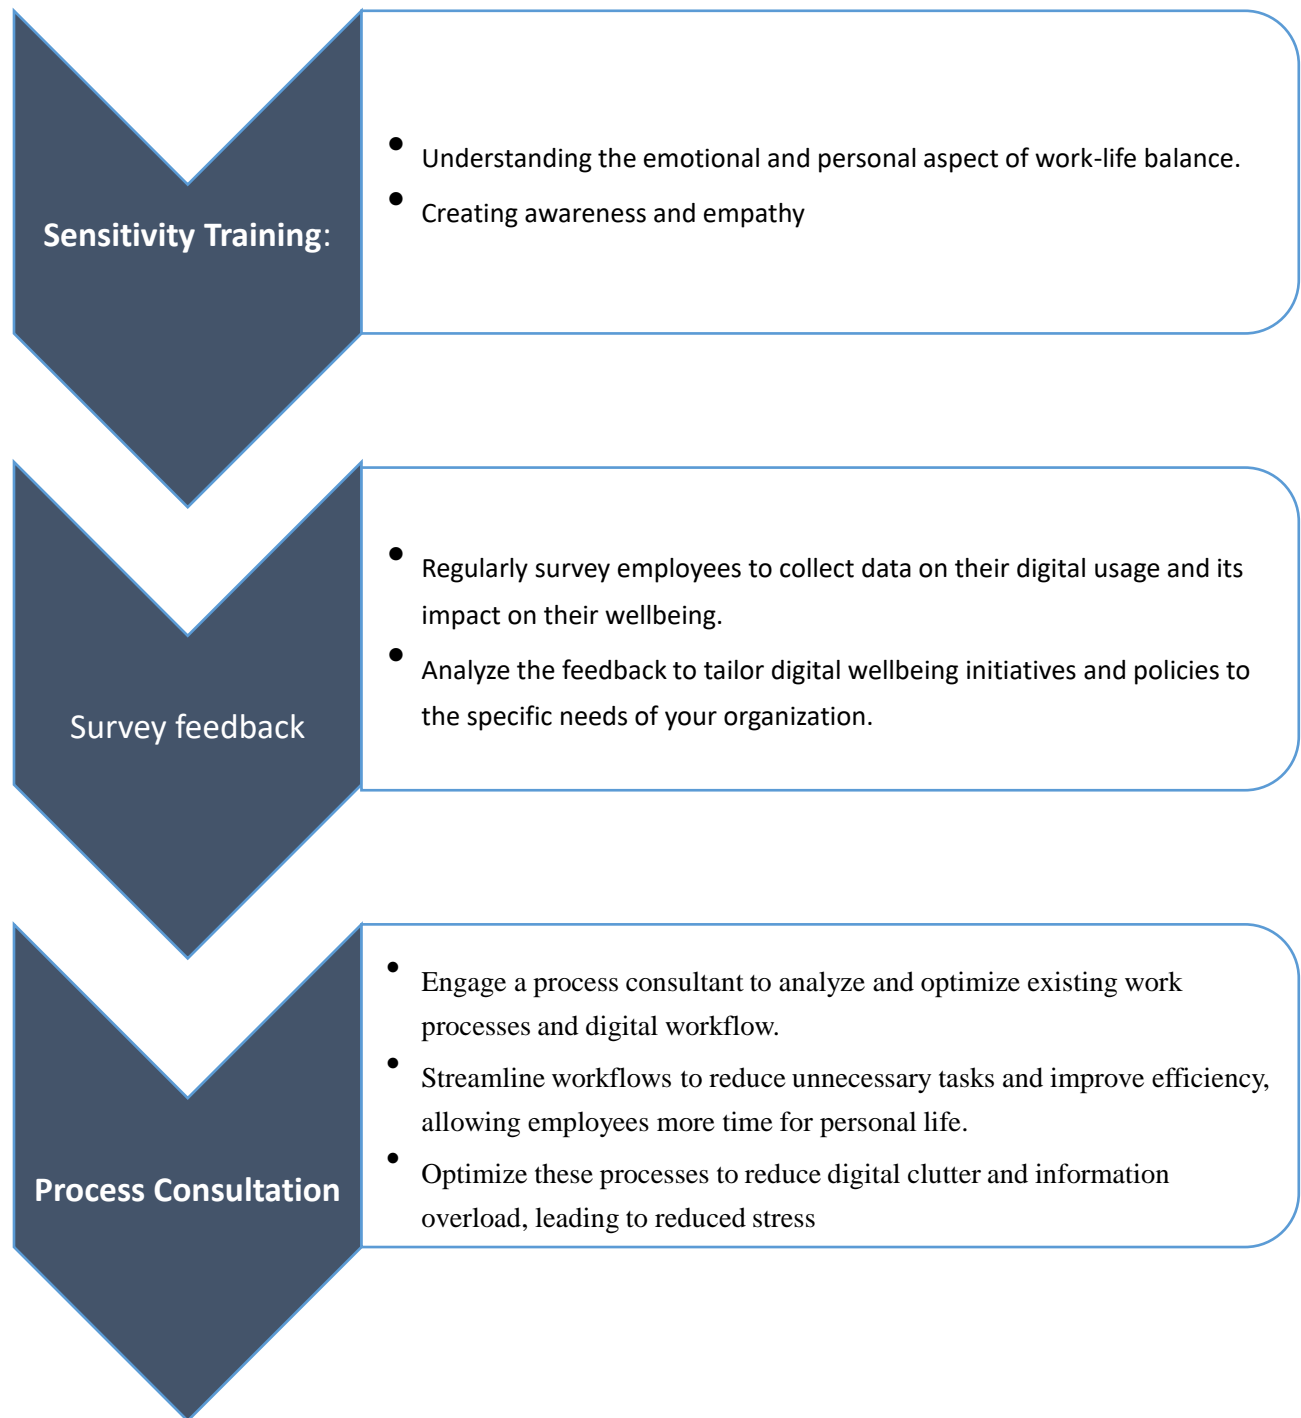 Sensitivity Training:
• Understanding the emotional and personal aspect of work-life balance.
• Creating awareness and empathy
Survey feedback
• Regularly survey employees to collect data on their digital usage and its
impact on their wellbeing.
• Analyze the feedback to tailor digital wellbeing initiatives and policies to
the specific needs of your organization.
Process Consultation
• Engage a process consultant to analyze and optimize existing work
processes and digital workflow.
• Streamline workflows to reduce unnecessary tasks and improve efficiency,
allowing employees more time for personal life.
• Optimize these processes to reduce digital clutter and information
overload, leading to reduced stress